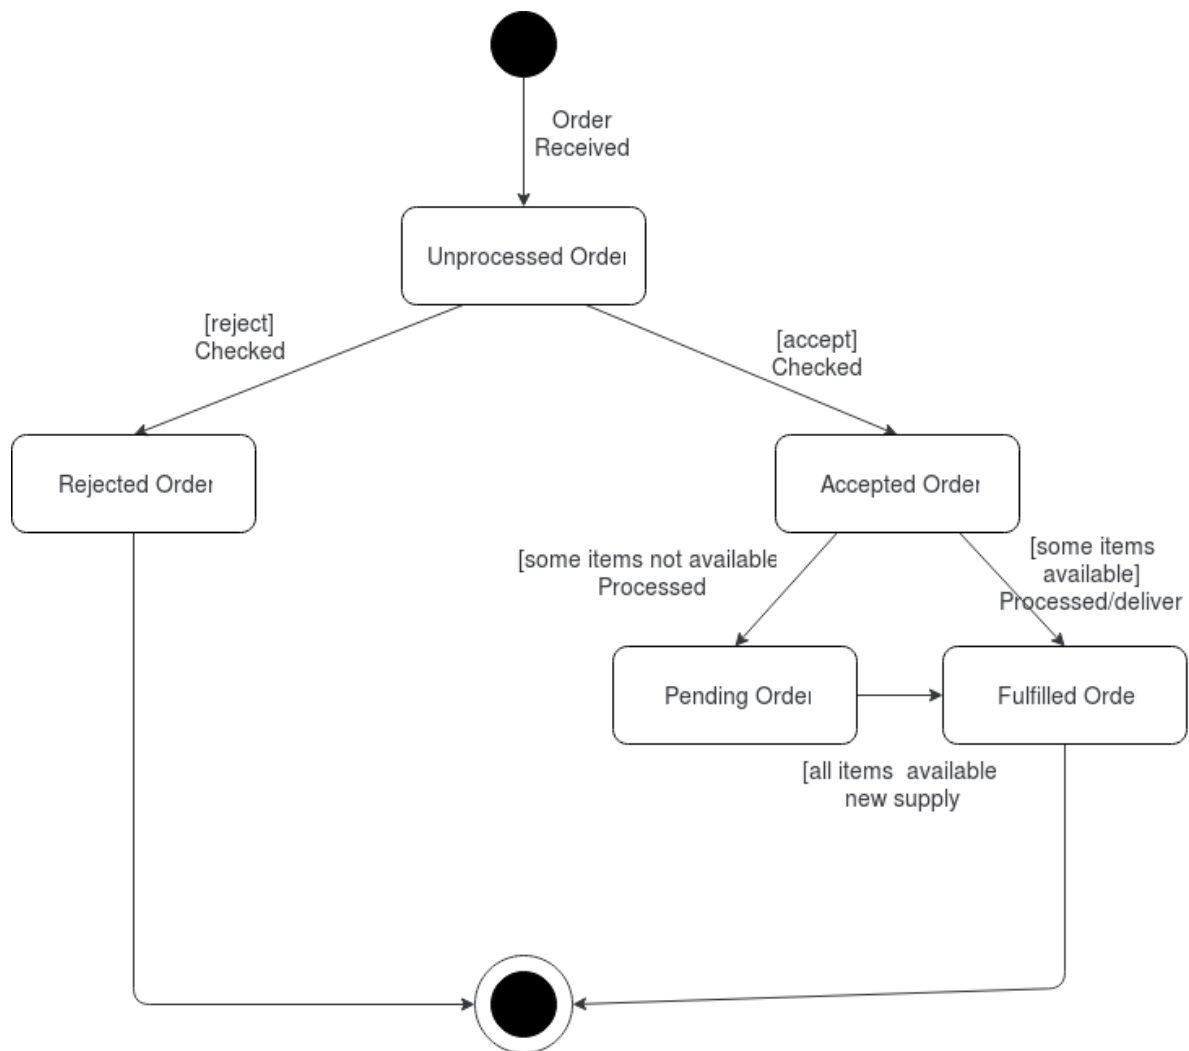 Order
Received
Unprocessed Order
[reject]
Checked
[accept]
Checked
Rejected Order
Accepted Order
[some items not available
Processed
[some items
available]
Processed/deliver
Pending Order
Fulfilled Orde
[all items  available
new supply